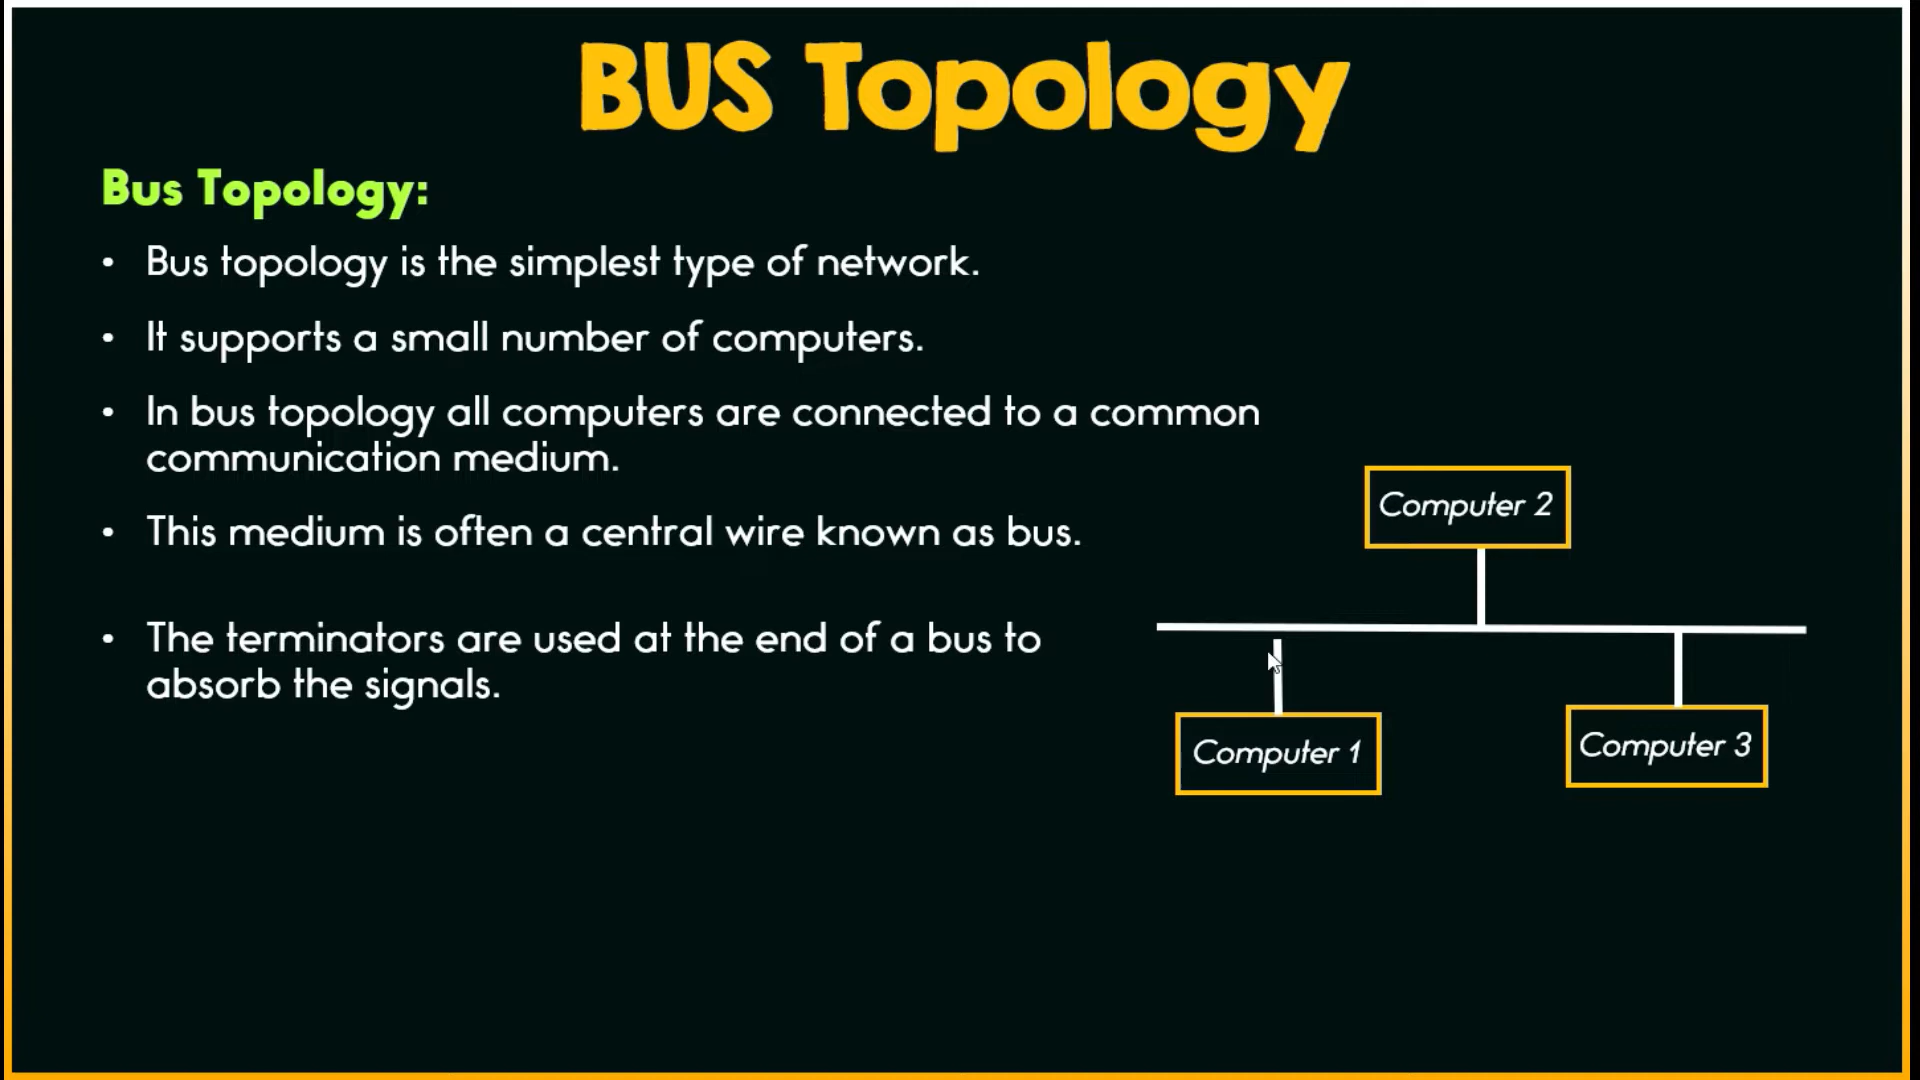 BUS Topology
Bus Topology:
• Bus topology is the simplest type of network.
• It supports a small number of computers.
• In bus topology all computers are connected to a common
communication medium.
• This medium is often a central wire known as bus.
• The terminators are used at the end of a bus to
absorb the signals.
Computer 2
Computer 1
Computer 3